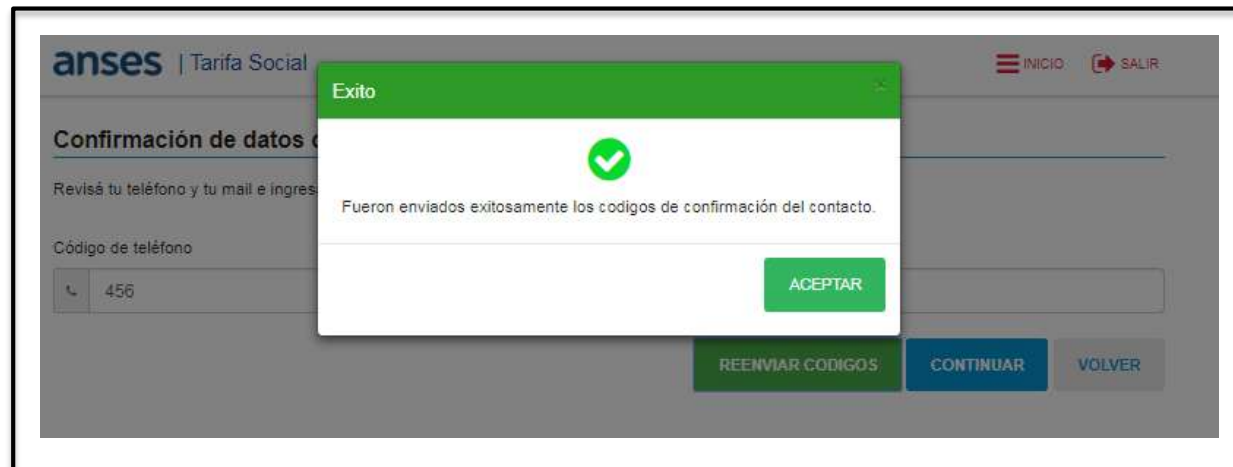 anses | Tarifa Social
INICIO SALIR
Exito
×
Confirmación de datos
Revisá tu teléfono y tu mail e ingres
Fueron enviados exitosamente los codigos de confirmación del contacto.
Código de teléfono
456
ACEPTAR
REENVIAR CODIGOS CONTINUAR VOLVER